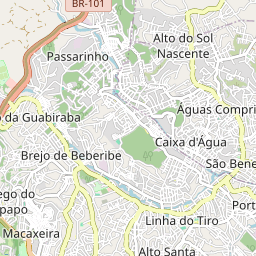 BR-101
Alto do Sol
Nascente
Passarinho
Águas Compri
o da Guabiraba
Caixa d'Água
Brejo de Beberibe
São Bene
ego do
papo
Port
Linha do Tiro
Macaxeira
Alto Santa